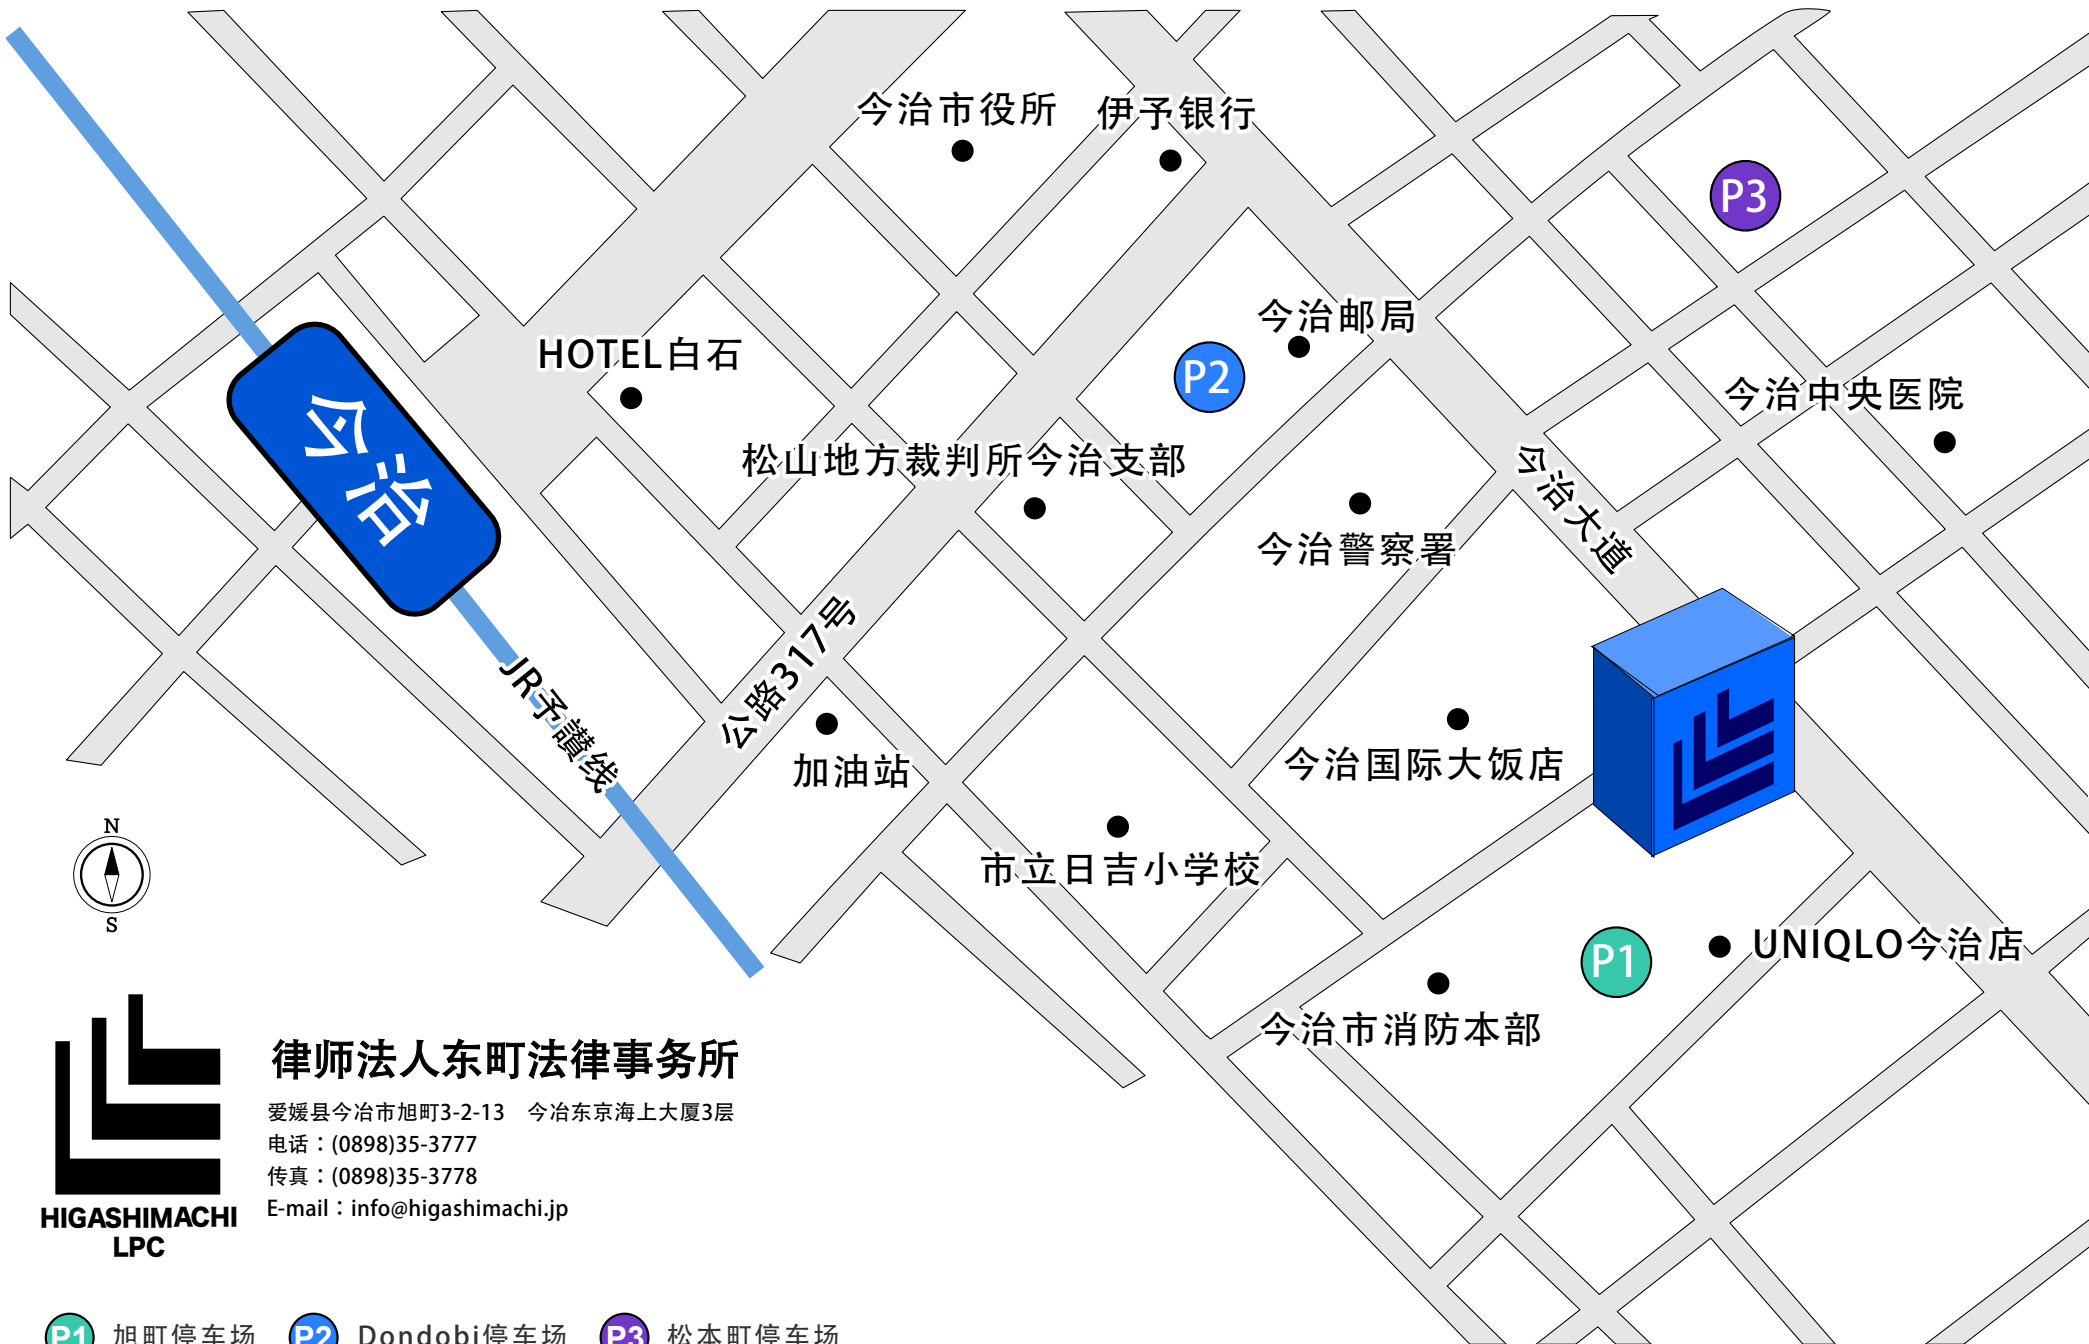 今治市役所
伊予银行
P3
今治邮局
HOTEL白石
P2
今治中央医院
今治
松山地方裁判所今治支部
今治大道
今治警察署
公路317号
JR予讃线
加油站
今治国际大饭店
N
S
市立日吉小学校
P1
UNIQLO今治店
今治市消防本部
律师法人东町法律事务所
爱媛县今冶市旭町3-2-13　今冶东京海上大厦3层
电话：(0898)35-3777
传真：(0898)35-3778
E-mail：info@higashimachi.jp
HIGASHIMACHI
LPC
P1 旭町停车场 P2 Dondobi停车场 P3 松本町停车场